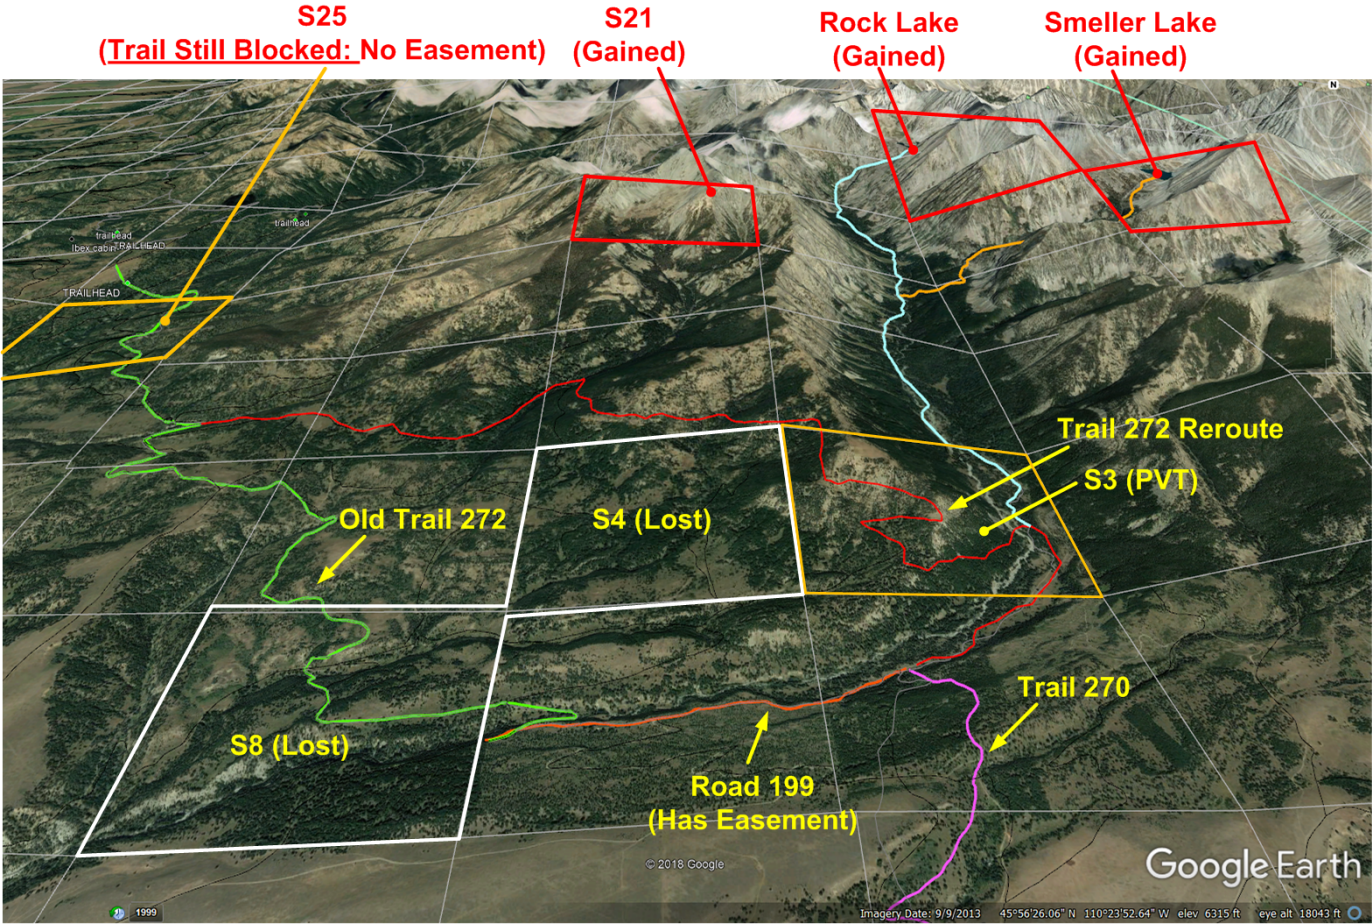 S25
(Trail Still Blocked: No Easement)
S21
(Gained)
Rock Lake
(Gained)
Smeller Lake
(Gained)
N
trailhead
trailhead
Ibex cabin TRAILHEAD
TRAILHEAD
Trail 272 Reroute
S3 (PVT)
Old Trail 272
S4 (Lost)
Trail 270
S8 (Lost)
Road 199
(Has Easement)
© 2018 Google
Google Earth
1999
Imagery Date: 9/9/2013 45°56'26.06" N 110°23'52.64" W elev 6315 ft eye alt 18043 ft